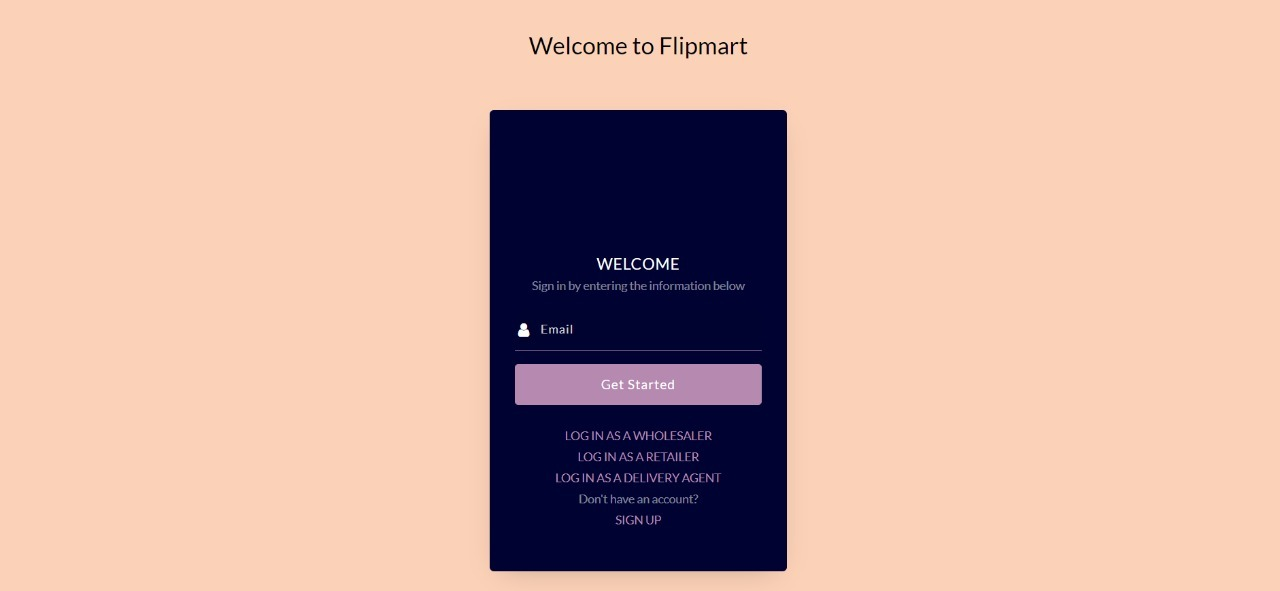 Welcome to Flipmart
WELCOME
Sign in by entering the information below
Email
Get Started
LOG IN AS A WHOLESALER
LOG IN AS A RETAILER
LOG IN AS A DELIVERY AGENT
Don't have an account?
SIGN UP